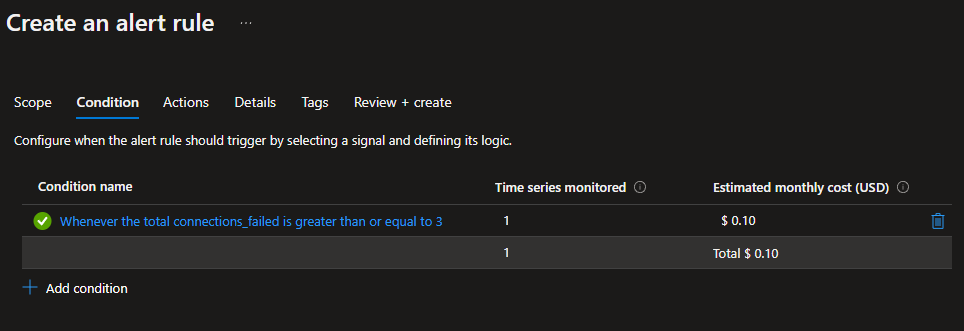 Create an alert rule ...
Scope Condition Actions Details Tags Review + create
Configure when the alert rule should trigger by selecting a signal and defining its logic.
Condition name Time series monitored Estimated monthly cost (USD)
Whenever the total connections_failed is greater than or equal to 3 1 $ 0.10
1 Total $ 0.10
Add condition